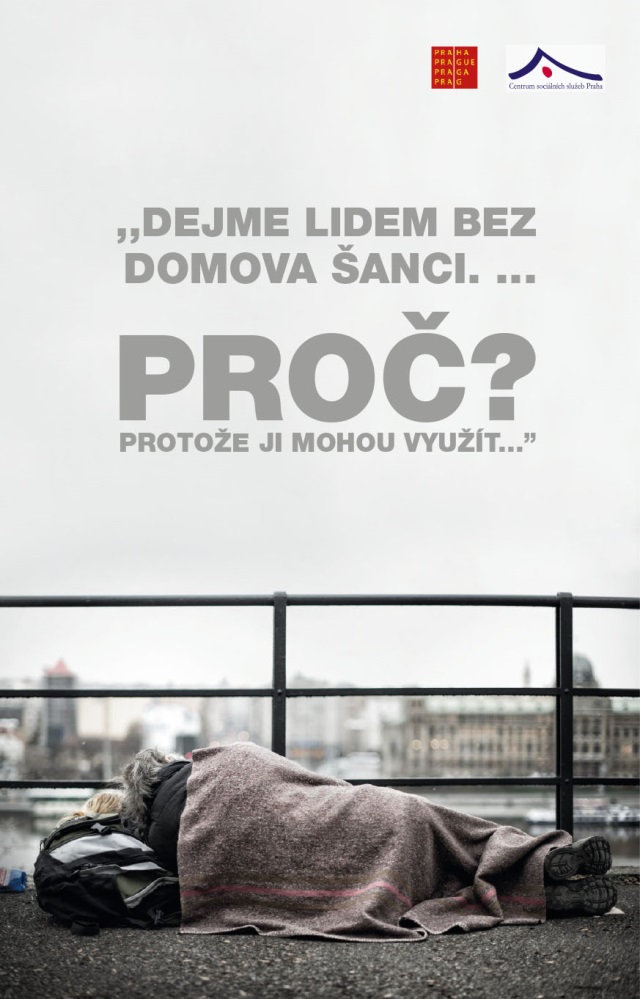 PRAHA
PRAGUE
PRAGA
PRAG
Centrum sociálních služeb Praha
,,DEJME LIDEM BEZ
DOMOVA ŠANCI. ...
PROČ?
PROTOŽE JI MOHOU VYUŽÍT...”